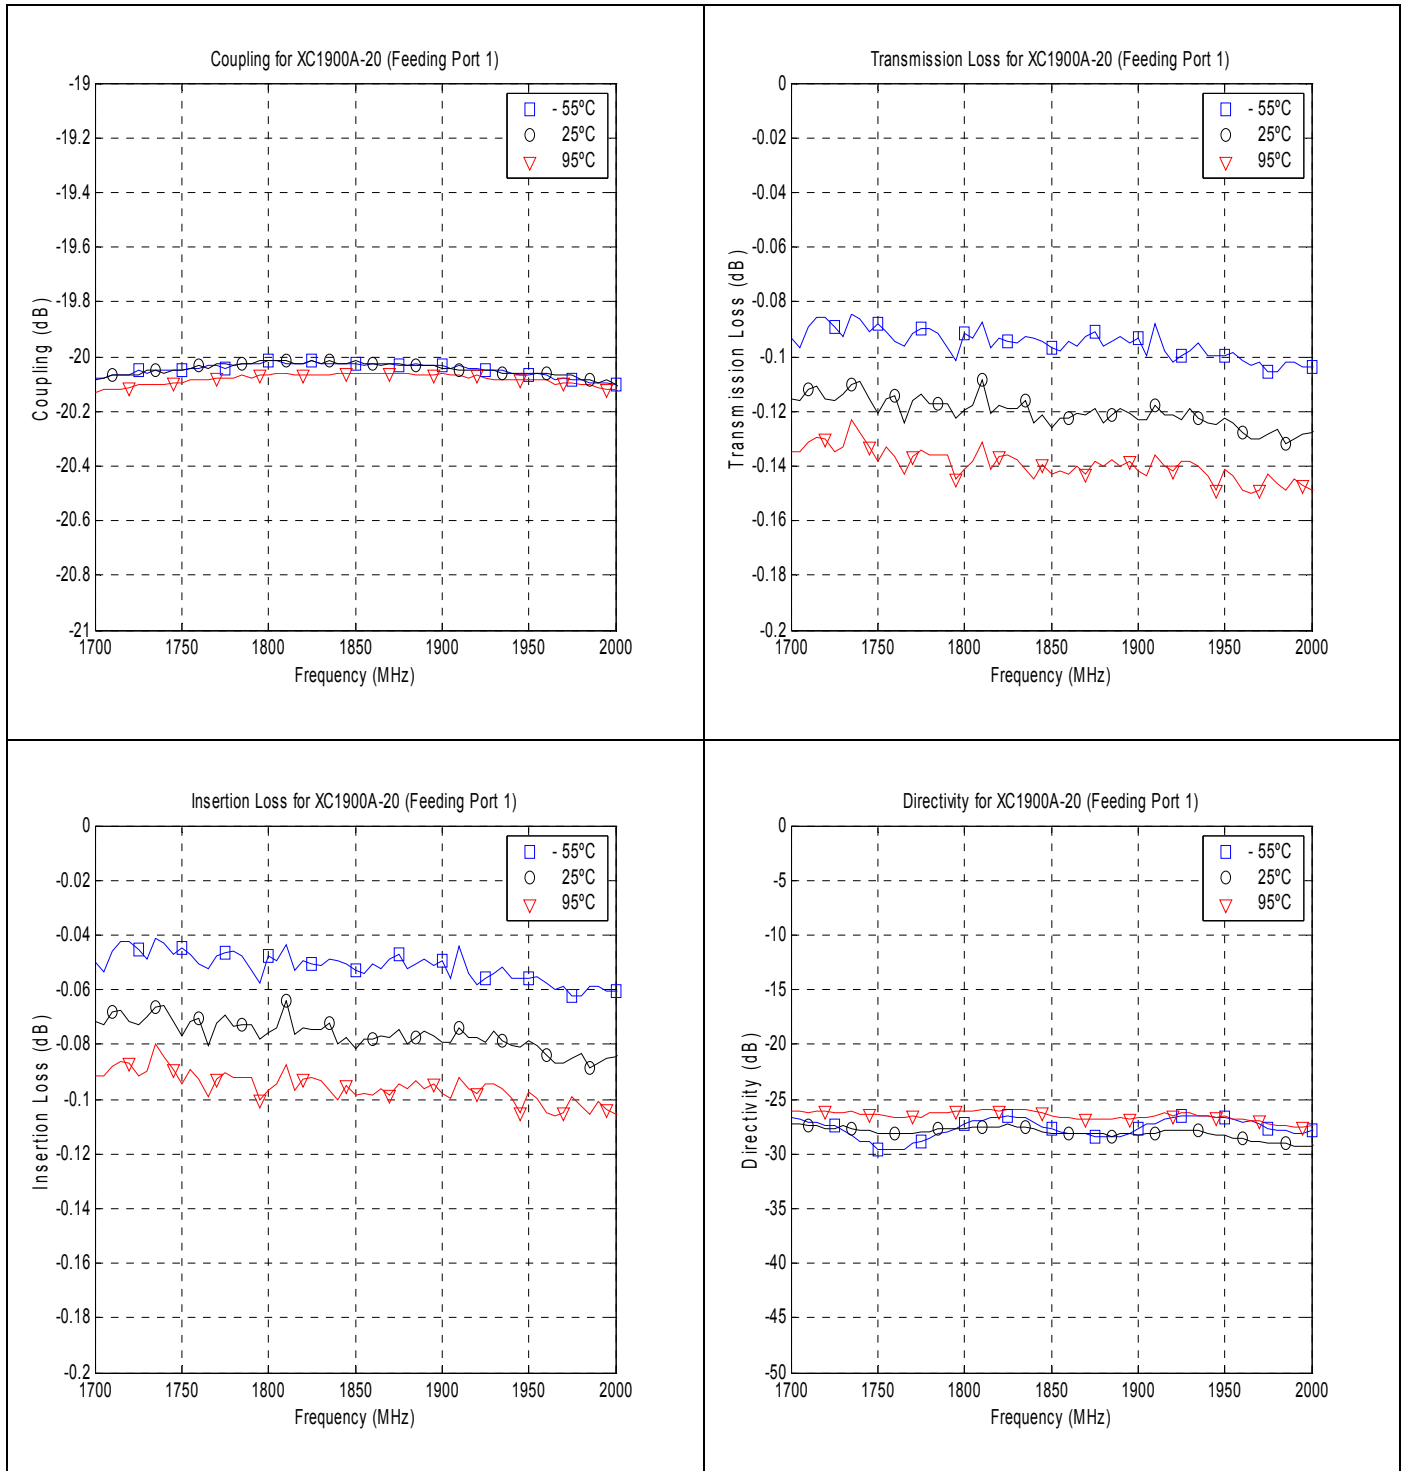 Coupling for XC1900A-20 (Feeding Port 1)
-19
-19.2
-19.4
-19.6
-19.8
-20
-20.2
-20.4
-20.6
-20.8
-21
Coupling (dB)
- 55ºC
25ºC
95ºC
1700 1750 1800 1850 1900 1950 2000
Frequency (MHz)
Transmission Loss for XC1900A-20 (Feeding Port 1)
0
-0.02
-0.04
-0.06
-0.08
-0.1
-0.12
-0.14
-0.16
-0.18
-0.2
Transmission Loss (dB)
- 55ºC
25ºC
95ºC
1700 1750 1800 1850 1900 1950 2000
Frequency (MHz)
Insertion Loss for XC1900A-20 (Feeding Port 1)
0
-0.02
-0.04
-0.06
-0.08
-0.1
-0.12
-0.14
-0.16
-0.18
-0.2
Insertion Loss (dB)
- 55ºC
25ºC
95ºC
1700 1750 1800 1850 1900 1950 2000
Frequency (MHz)
Directivity for XC1900A-20 (Feeding Port 1)
0
-5
-10
-15
-20
-25
-30
-35
-40
-45
-50
Directivity (dB)
- 55ºC
25ºC
95ºC
1700 1750 1800 1850 1900 1950 2000
Frequency (MHz)